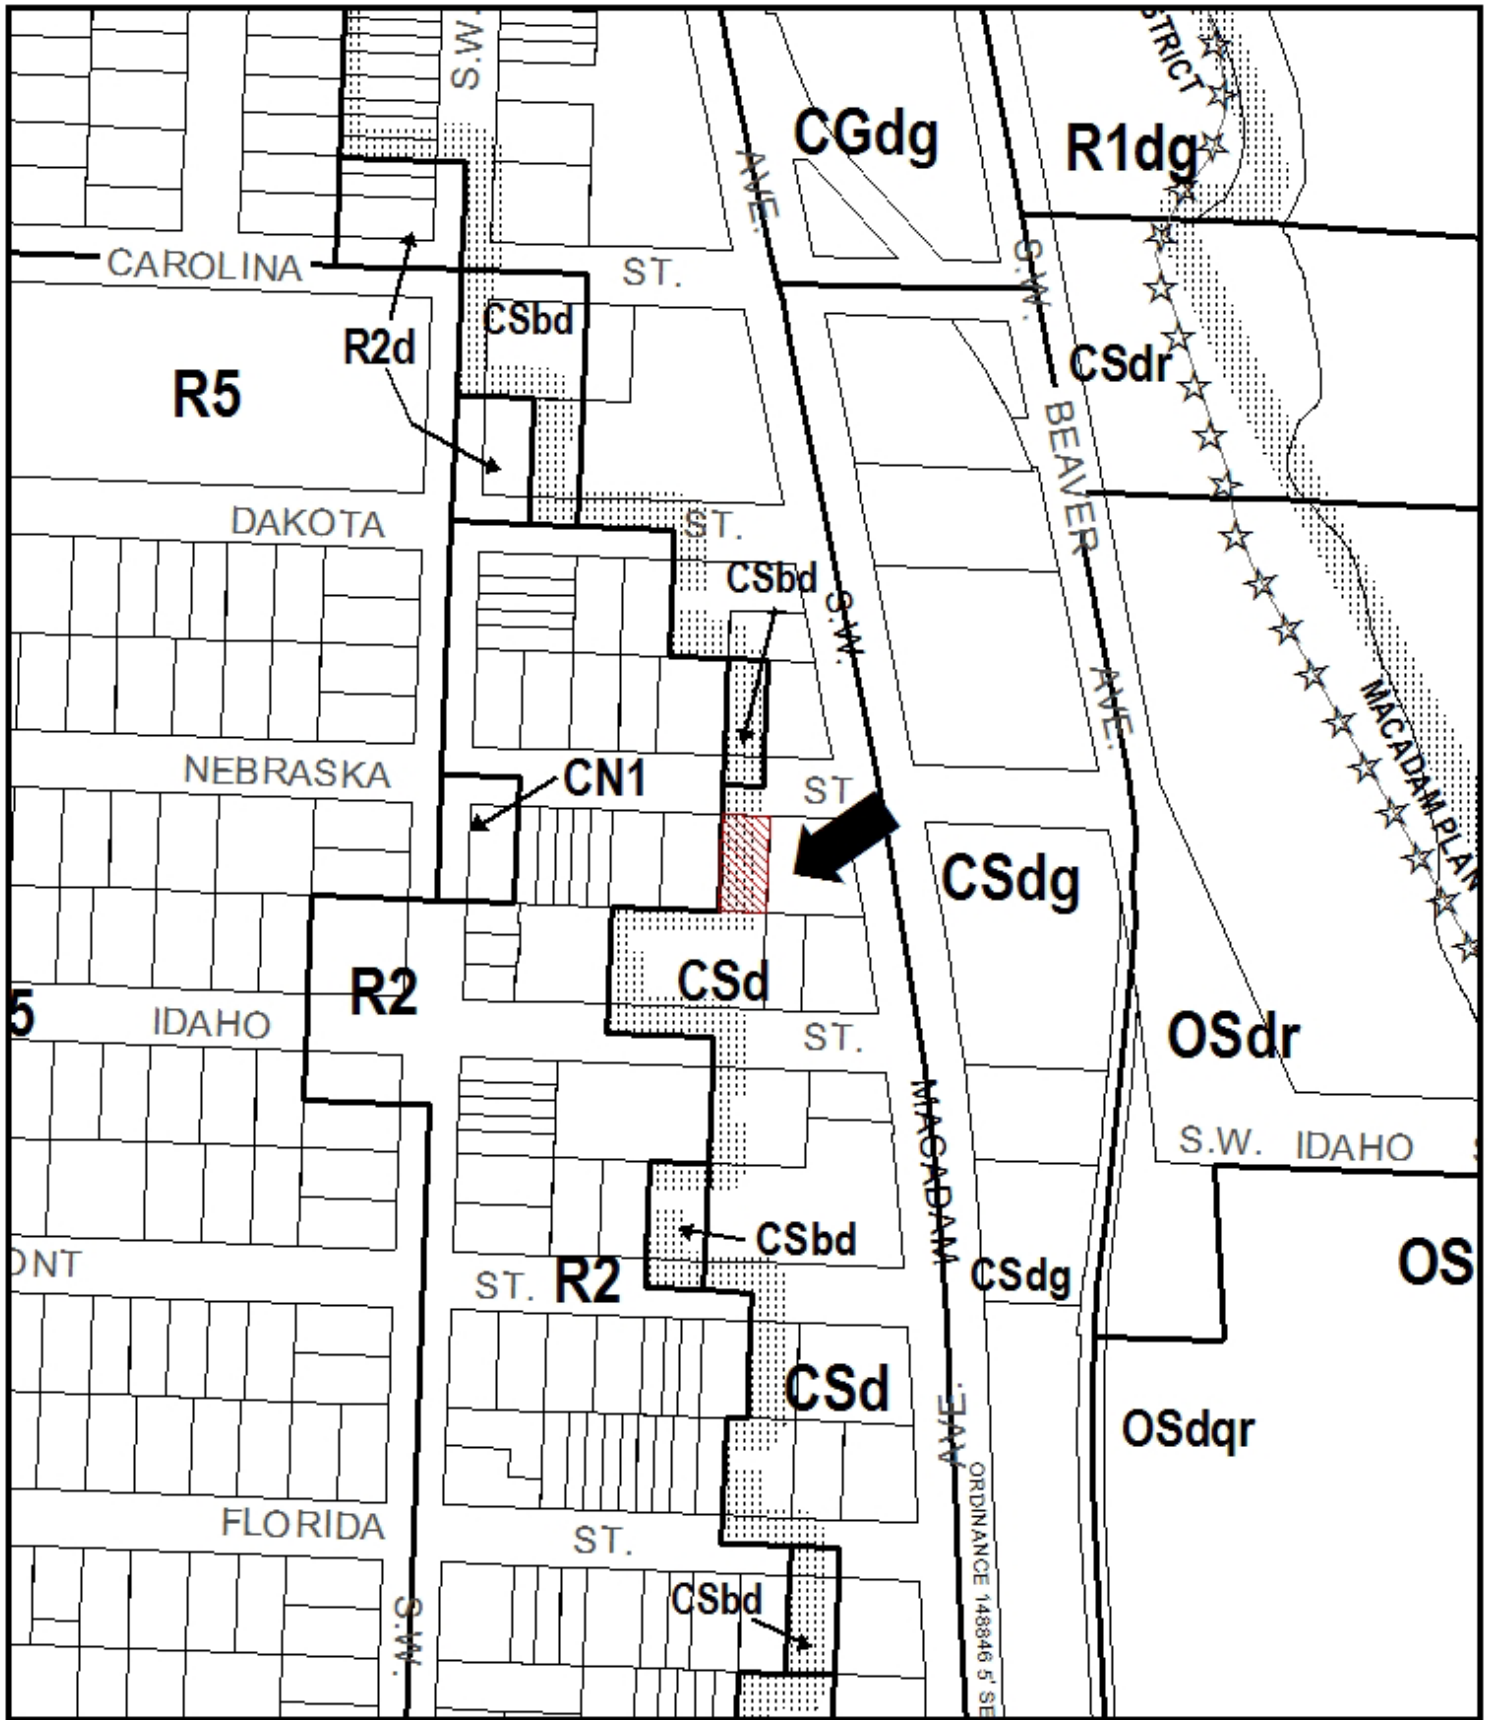 S.W.
STRICT
CGdg
R1dg
AVE.
CAROLINA
ST.
S.W.
CSbd
R2d
CSdr
R5
BEAVER
DAKOTA
ST.
CSbd
S.W.
AVE.
MACADAM PLAN
NEBRASKA
CN1
ST
CSdg
R2
CSd
5
IDAHO
ST.
OSdr
MACADAM
S.W. IDAHO
CSbd
OS
ONT
ST.
R2
CSdg
CSd
AVE.
OSdqr
ORDINANCE 148846 5' SE
FLORIDA
ST.
CSbd
S.W.